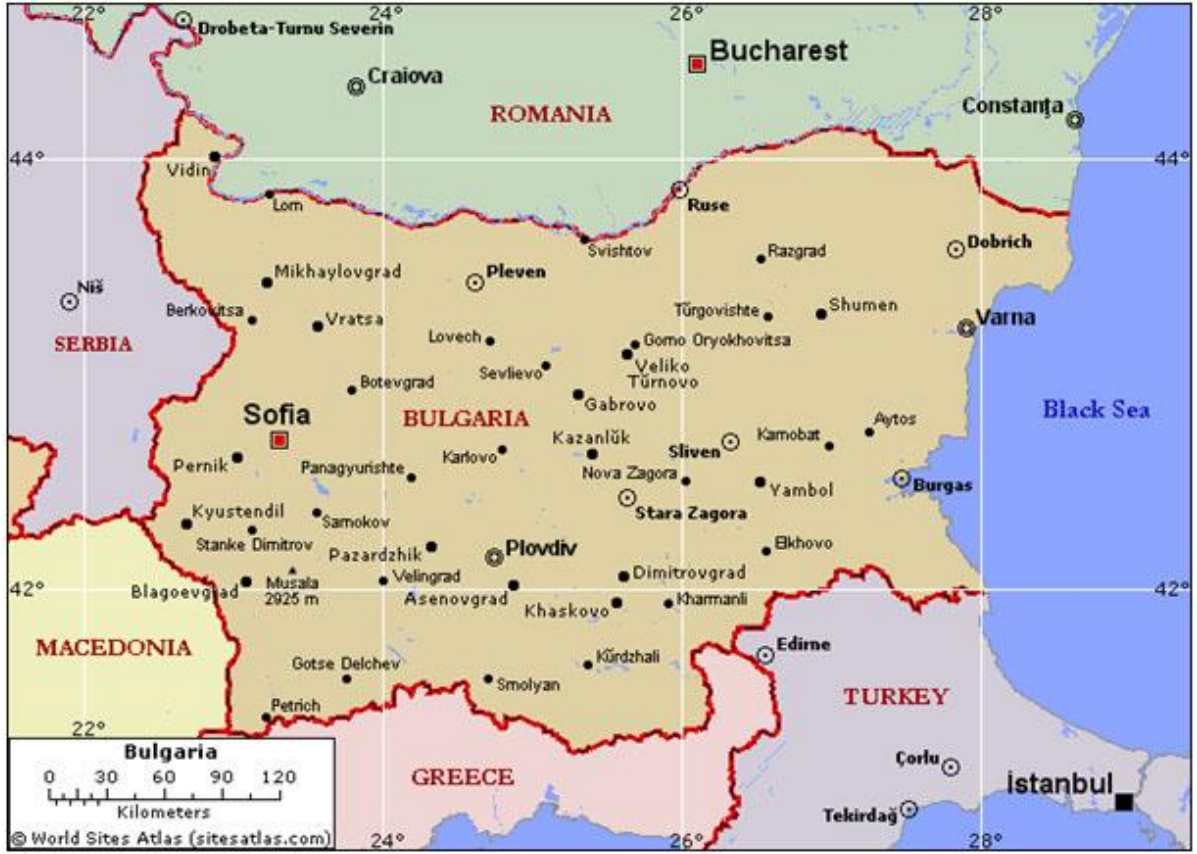 22°
24°
26°
28°
Drobeta-Turnu Severin
Bucharest
Craiova
ROMANIA
Constanţa
44°
44°
Vidin
Lom
Ruse
Svishtov
Razgrad
Dobrich
Mikhaylovgrad
Pleven
Niš
Berkovitsa
Vratsa
Tŭrgovishte
Shumen
Varna
SERBIA
Lovech
Gorno Oryokhovitsa
Sevlievo
Veliko
Tŭrnovo
Botevgrad
Gabrovo
Sofia
BULGARIA
Black Sea
Aytos
Kazanlŭk
Sliven
Karnobat
Pernik
Panagyurishte
Karlovo
Nova Zagora
Yambol
Burgas
Kyustendil
Samokov
Stara Zagora
Stanke Dimitrov
Pazardzhik
Plovdiv
Elkhovo
Musala
2925 m
Velingrad
Dimitrovgrad
Blagoevgrad
Asenovgrad
42°
42°
Khaskovo
Kharmanli
MACEDONIA
Edirne
Gotse Delchev
Kŭrdzhali
Smolyan
TURKEY
Petrich
22°
Bulgaria
0 30 60 90 120
Kilometers
© World Sites Atlas (sitesatlas.com)
GREECE
Çorlu
İstanbul
Tekirdağ
24°
26°
28°